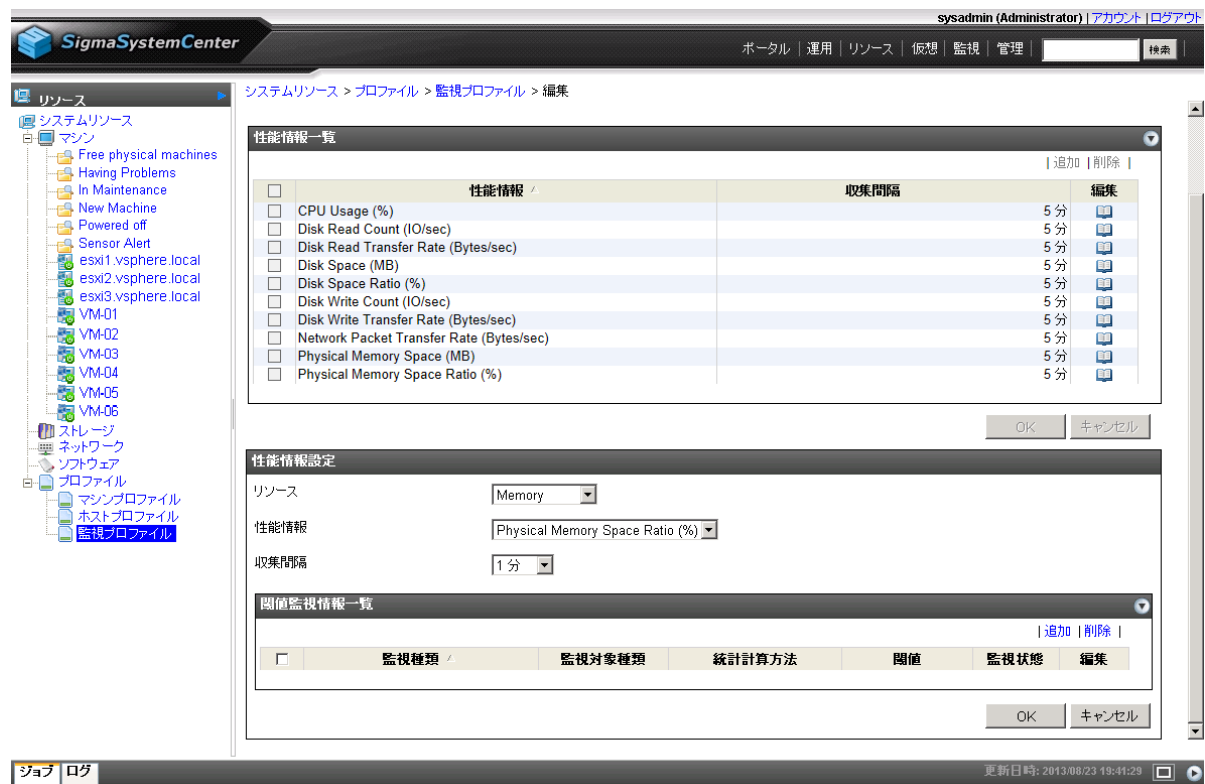 sysadmin (Administrator) | アカウント | ログアウト
SigmaSystemCenter
ポータル | 運用 | リソース | 仮想 | 監視 | 管理 | 検索
リソース
システムリソース > プロファイル > 監視プロファイル > 編集
システムリソース
マシン
Free physical machines
Having Problems
In Maintenance
New Machine
Powered off
Sensor Alert
esxi1.vsphere.local
esxi2.vsphere.local
esxi3.vsphere.local
VM-01
VM-02
VM-03
VM-04
VM-05
VM-06
ストレージ
ネットワーク
ソフトウェア
プロファイル
マシンプロファイル
ホストプロファイル
監視プロファイル
性能情報一覧
| 追加 | 削除 |
性能情報 収集間隔 編集
CPU Usage (%) 5 分
Disk Read Count (IO/sec) 5 分
Disk Read Transfer Rate (Bytes/sec) 5 分
Disk Space (MB) 5 分
Disk Space Ratio (%) 5 分
Disk Write Count (IO/sec) 5 分
Disk Write Transfer Rate (Bytes/sec) 5 分
Network Packet Transfer Rate (Bytes/sec) 5 分
Physical Memory Space (MB) 5 分
Physical Memory Space Ratio (%) 5 分
OK キャンセル
性能情報設定
リソース Memory
性能情報 Physical Memory Space Ratio (%)
収集間隔 1 分
閾値監視情報一覧
| 追加 | 削除 |
監視種類 監視対象種類 統計計算方法 閾値 監視状態 編集
OK キャンセル
ジョブ ログ 更新日時: 2013/08/23 19:41:29